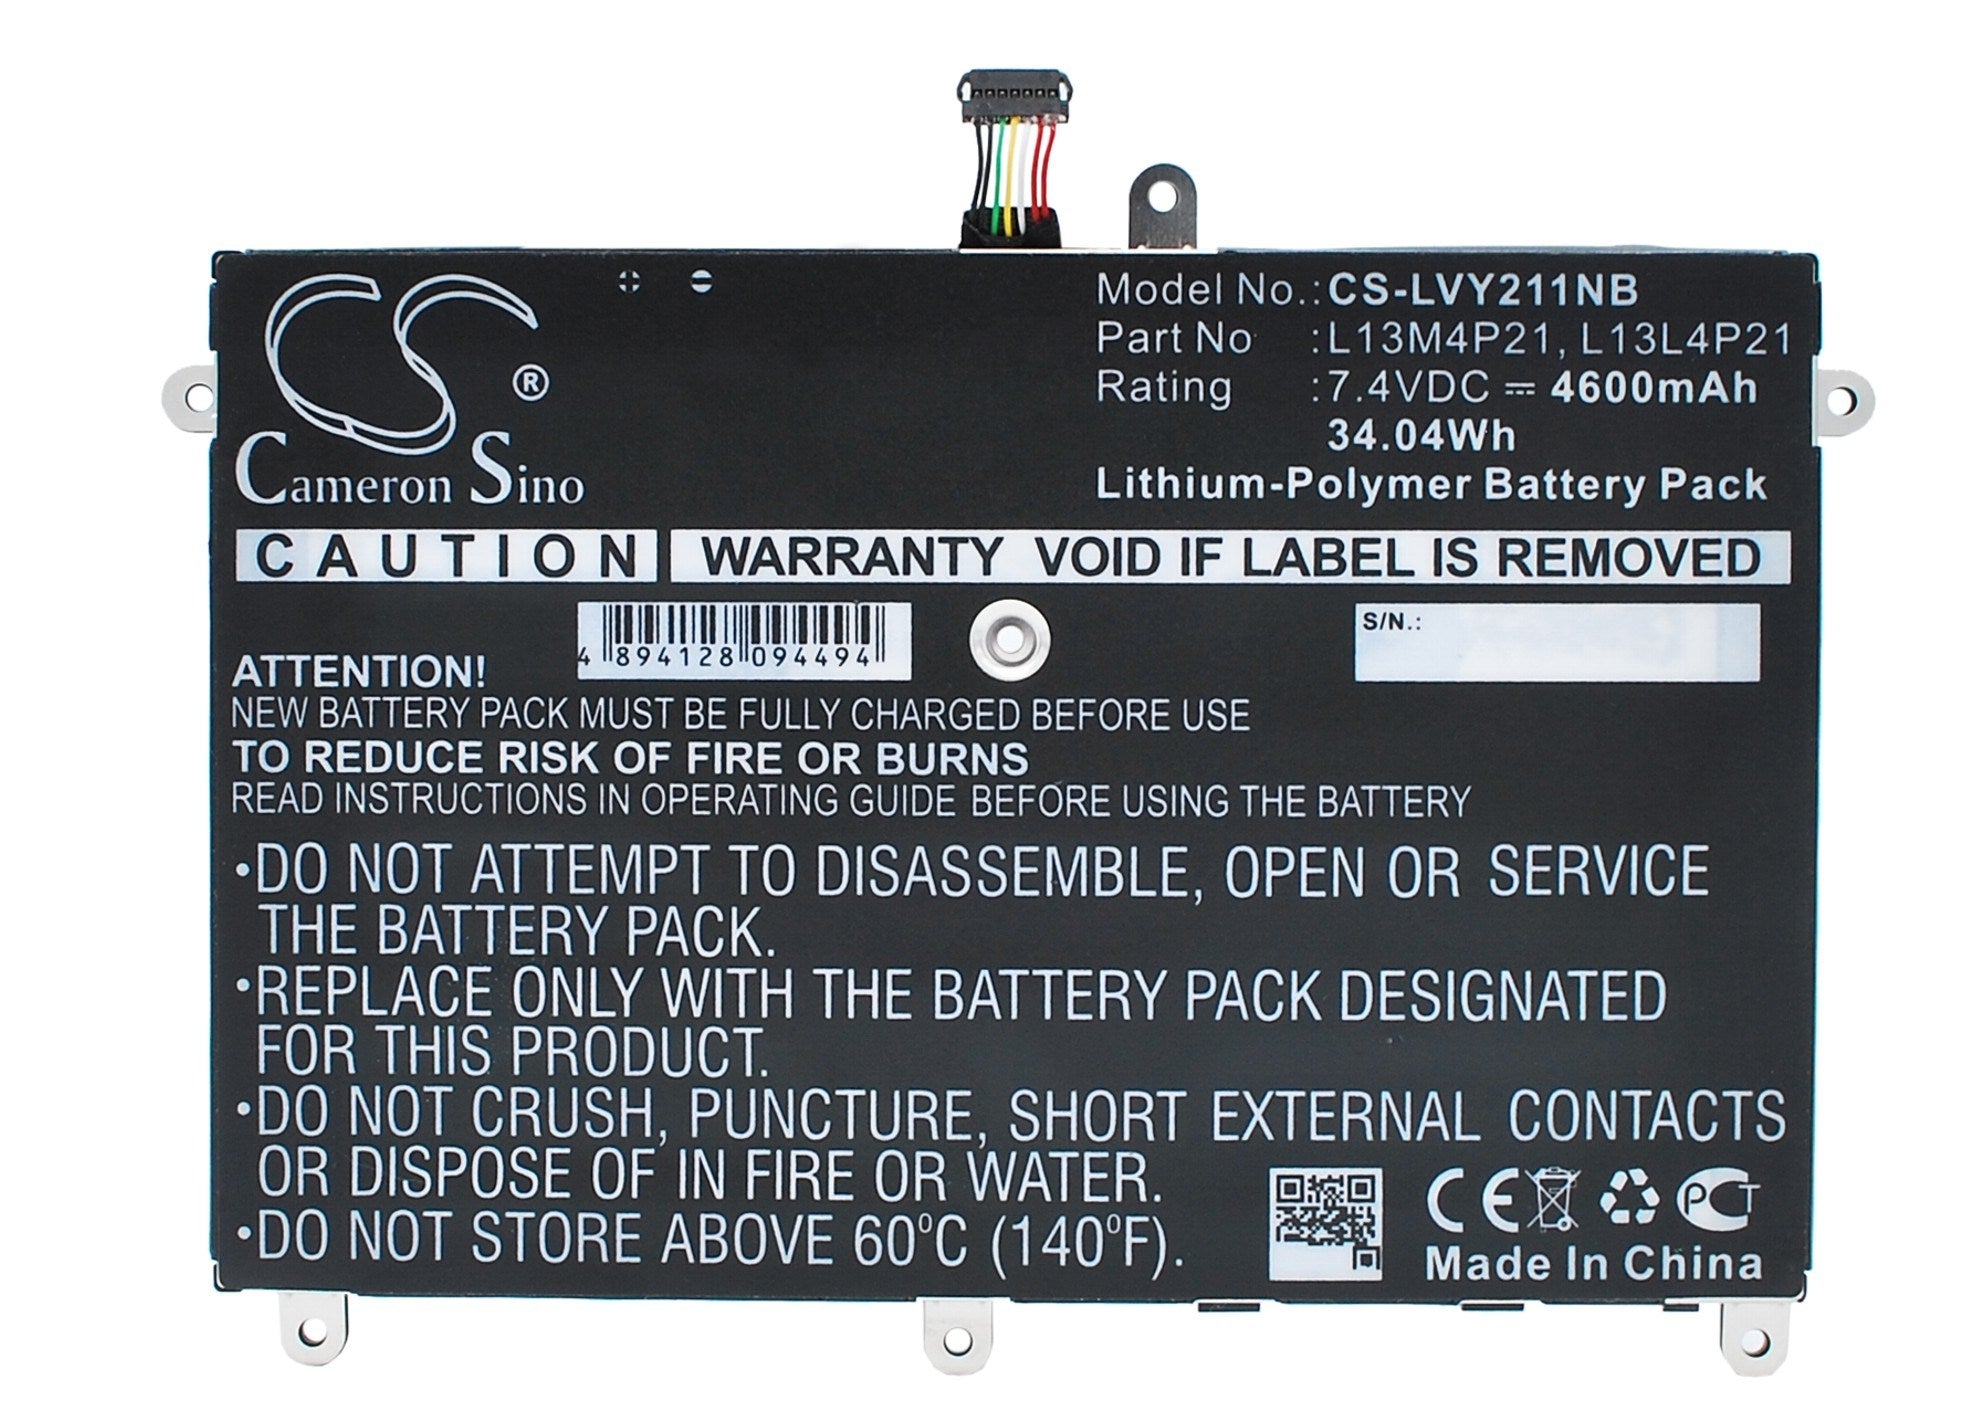 CS ®
Cameron Sino
Model No.: CS-LVY211NB
Part No : L13M4P21, L13L4P21
Rating : 7.4VDC ⎓ 4600mAh
34.04Wh
Lithium-Polymer Battery Pack
CAUTION
WARRANTY VOID IF LABEL IS REMOVED
4 894128 094494
S/N.:
ATTENTION!
NEW BATTERY PACK MUST BE FULLY CHARGED BEFORE USE
TO REDUCE RISK OF FIRE OR BURNS
READ INSTRUCTIONS IN OPERATING GUIDE BEFORE USING THE BATTERY
•DO NOT ATTEMPT TO DISASSEMBLE, OPEN OR SERVICE
THE BATTERY PACK.
•REPLACE ONLY WITH THE BATTERY PACK DESIGNATED
FOR THIS PRODUCT.
•DO NOT CRUSH, PUNCTURE, SHORT EXTERNAL CONTACTS
OR DISPOSE OF IN FIRE OR WATER.
•DO NOT STORE ABOVE 60°C (140°F).
CE PCT
Made In China